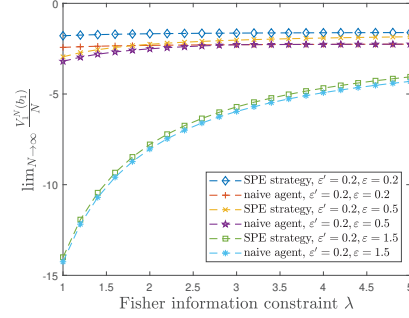 0
-5
-10
-15
lim_{N→∞} \frac{V_1^N(b_1)}{N}
SPE strategy, ε′ = 0.2, ε = 0.2
naive agent, ε′ = 0.2, ε = 0.2
SPE strategy, ε′ = 0.2, ε = 0.5
naive agent, ε′ = 0.2, ε = 0.5
SPE strategy, ε′ = 0.2, ε = 1.5
naive agent, ε′ = 0.2, ε = 1.5
1 1.5 2 2.5 3 3.5 4 4.5 5
Fisher information constraint λ